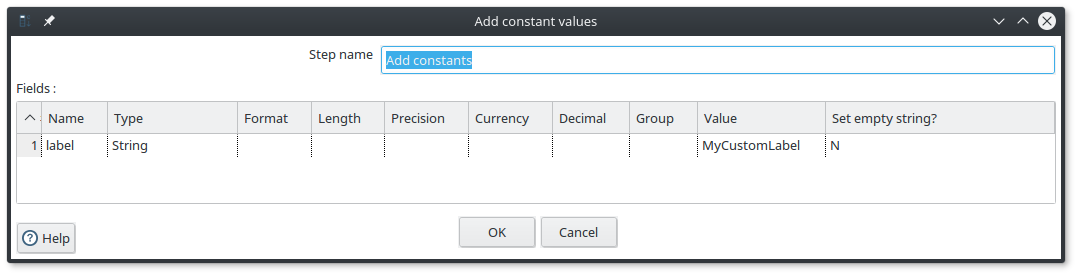 Add constant values
Step name Add constants
Fields :
Name Type Format Length Precision Currency Decimal Group Value Set empty string?
1 label String MyCustomLabel N
Help OK Cancel